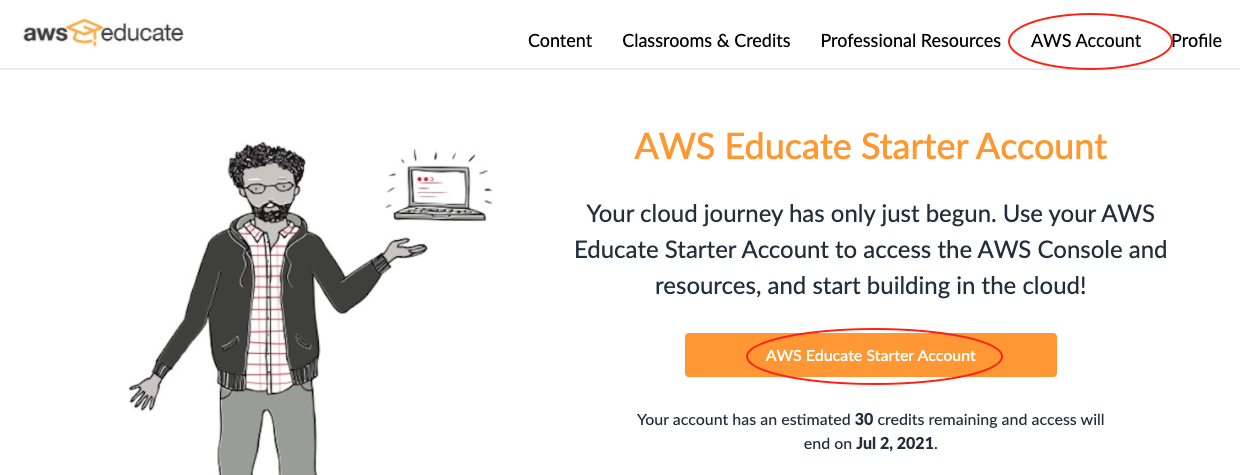 aws educate
Content Classrooms & Credits Professional Resources AWS Account Profile
AWS Educate Starter Account
Your cloud journey has only just begun. Use your AWS
Educate Starter Account to access the AWS Console and
resources, and start building in the cloud!
AWS Educate Starter Account
Your account has an estimated 30 credits remaining and access will
end on Jul 2, 2021.